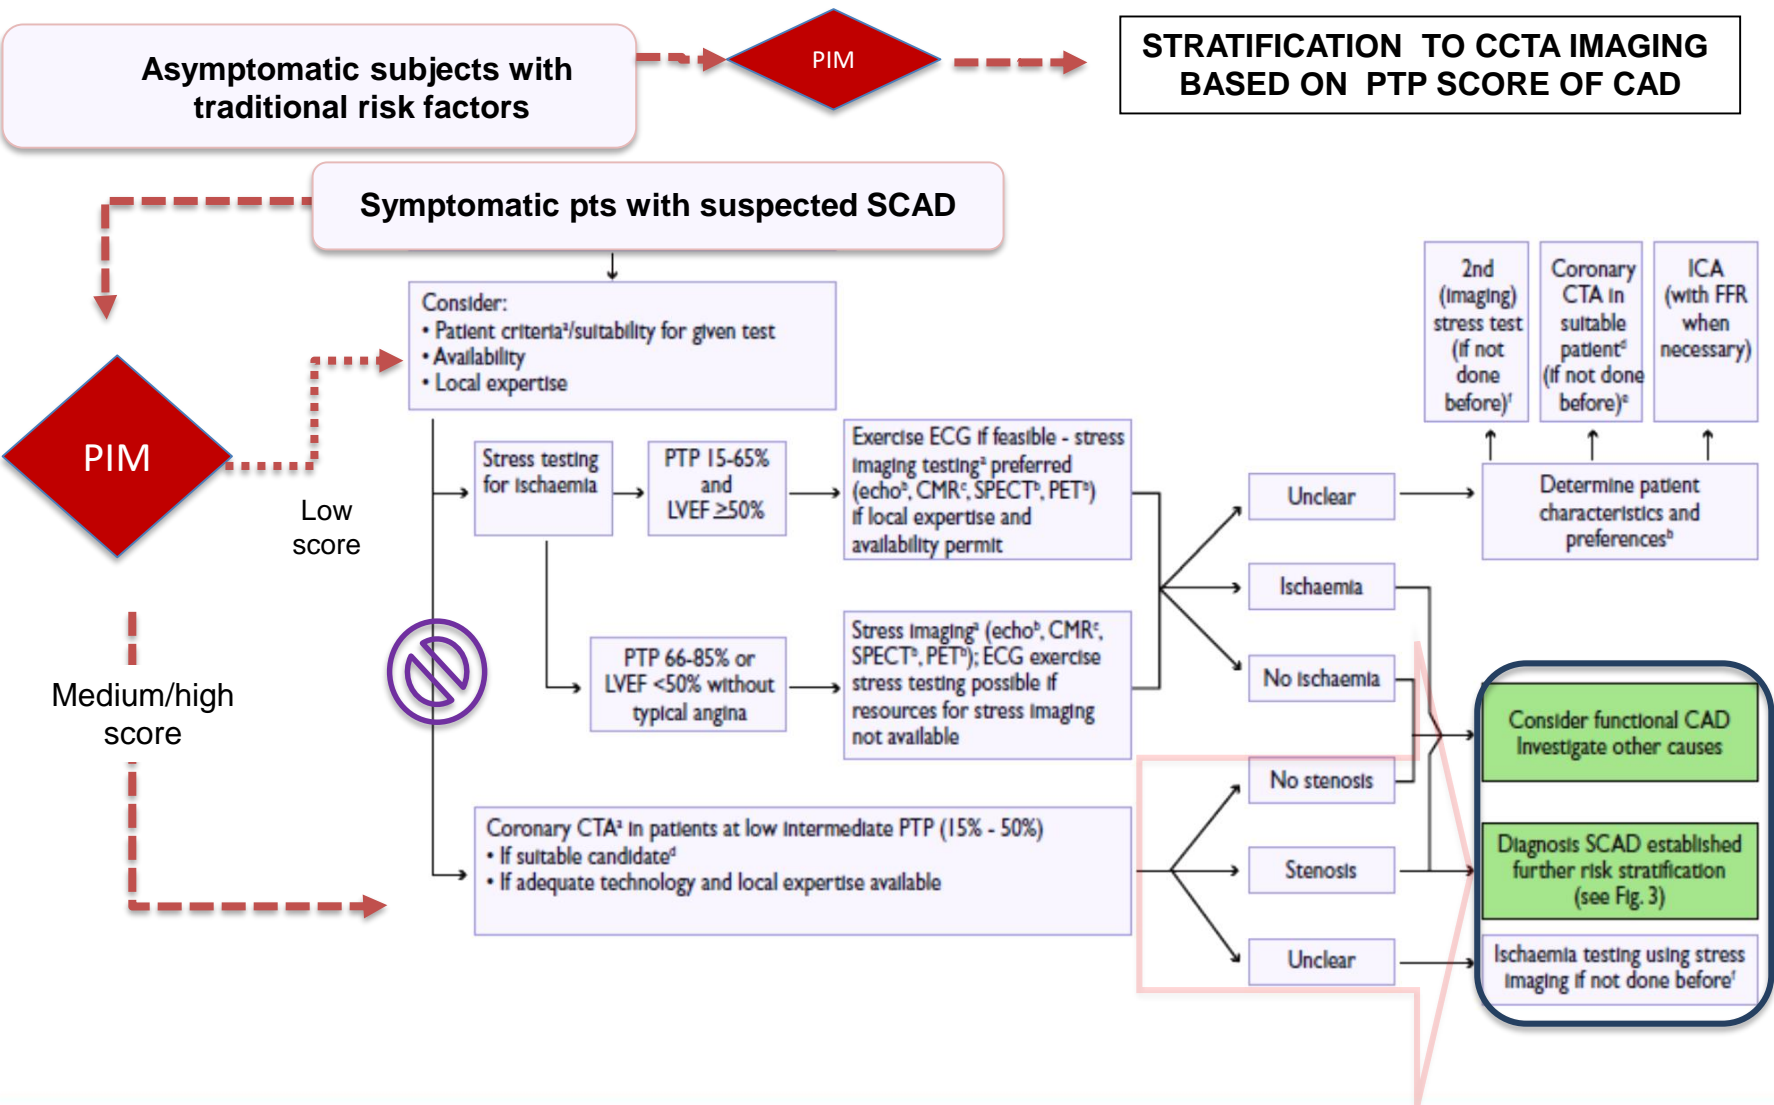 Asymptomatic subjects with
traditional risk factors
PIM
STRATIFICATION TO CCTA IMAGING
BASED ON PTP SCORE OF CAD
Symptomatic pts with suspected SCAD
PIM
Low
score
Medium/high
score
Consider:
• Patient criteriaᵃ/suitability for given test
• Availability
• Local expertise
Stress testing
for ischaemia
PTP 15-65%
and
LVEF ≥50%
Exercise ECG if feasible - stress
imaging testingᵃ preferred
(echoᵇ, CMRᶜ, SPECTᵇ, PETᵇ)
if local expertise and
availability permit
PTP 66-85% or
LVEF <50% without
typical angina
Stress imagingᵃ (echoᵇ, CMRᶜ,
SPECTᵇ, PETᵇ); ECG exercise
stress testing possible if
resources for stress imaging
not available
Coronary CTAᵃ in patients at low intermediate PTP (15% - 50%)
• If suitable candidateᵈ
• If adequate technology and local expertise available
Unclear
Ischaemia
No ischaemia
No stenosis
Stenosis
Unclear
2nd
(imaging)
stress test
(if not
done
before)ᶠ
Coronary
CTA in
suitable
patientᵈ
(if not done
before)ᵉ
ICA
(with FFR
when
necessary)
Determine patient
characteristics and
preferencesᵇ
Consider functional CAD
Investigate other causes
Diagnosis SCAD established
further risk stratification
(see Fig. 3)
Ischaemia testing using stress
imaging if not done beforeᶠ